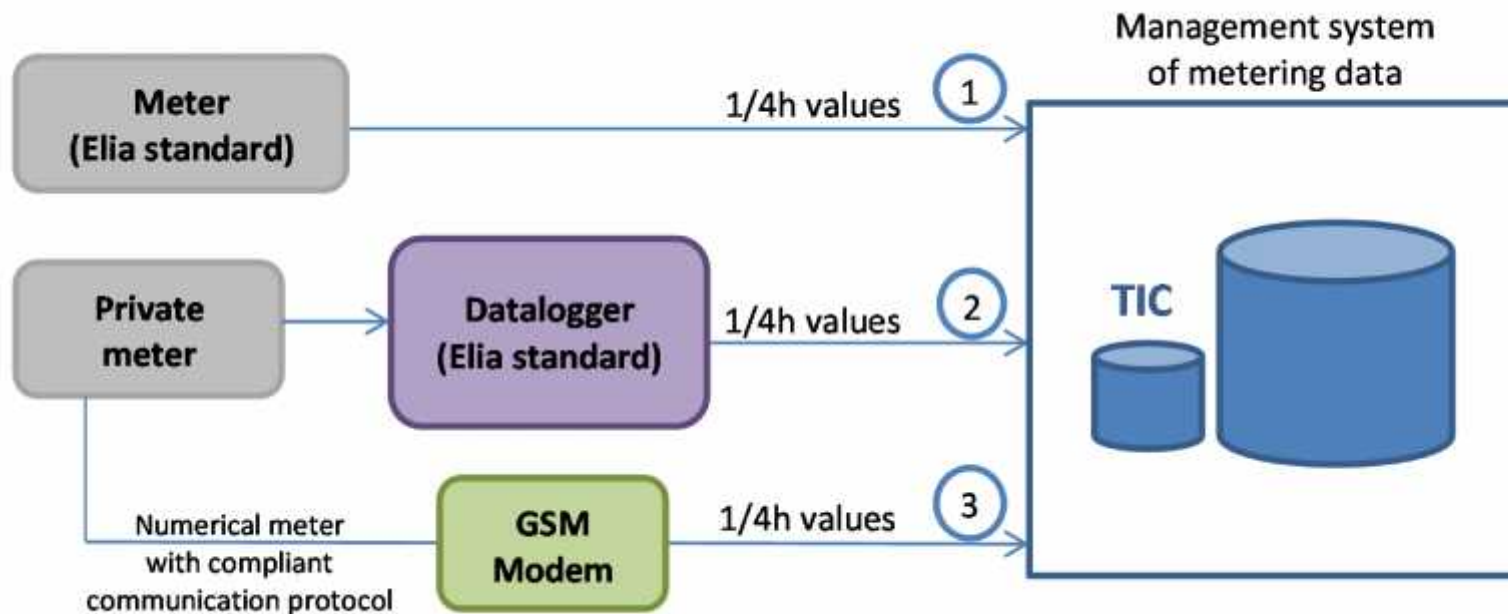 Management system
of metering data
Meter
(Elia standard)
1/4h values
1
Private
meter
Datalogger
(Elia standard)
1/4h values
2
TIC
Numerical meter
with compliant
communication protocol
GSM
Modem
1/4h values
3